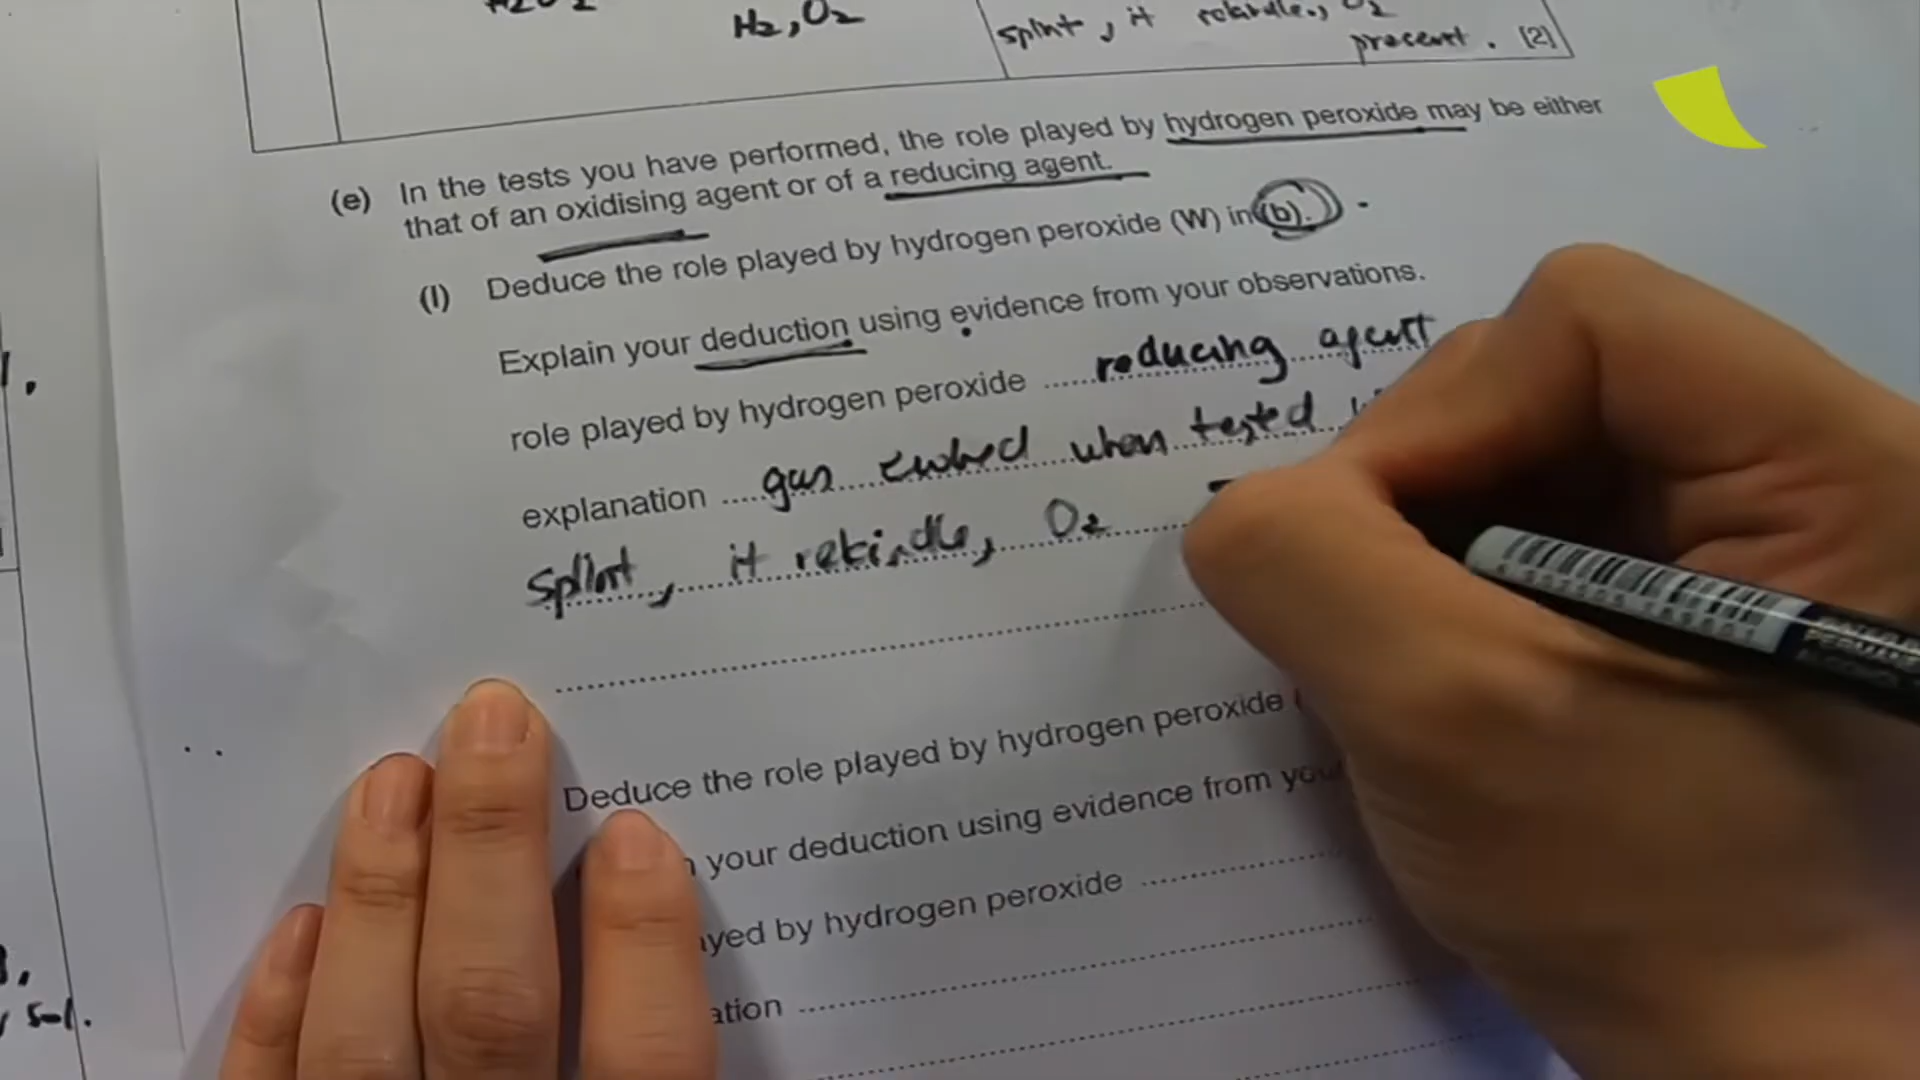 H₂, O₂
splint, it
present. [2]
(e) In the tests you have performed, the role played by hydrogen peroxide may be either
that of an oxidising agent or of a reducing agent.
(I) Deduce the role played by hydrogen peroxide (W) in (b).
Explain your deduction using evidence from your observations.
role played by hydrogen peroxide reducing agent
explanation gas evolved when tested
splint, it rekindle, O₂
Deduce the role played by hydrogen peroxide (
your deduction using evidence from you
ayed by hydrogen peroxide
ation
sol.